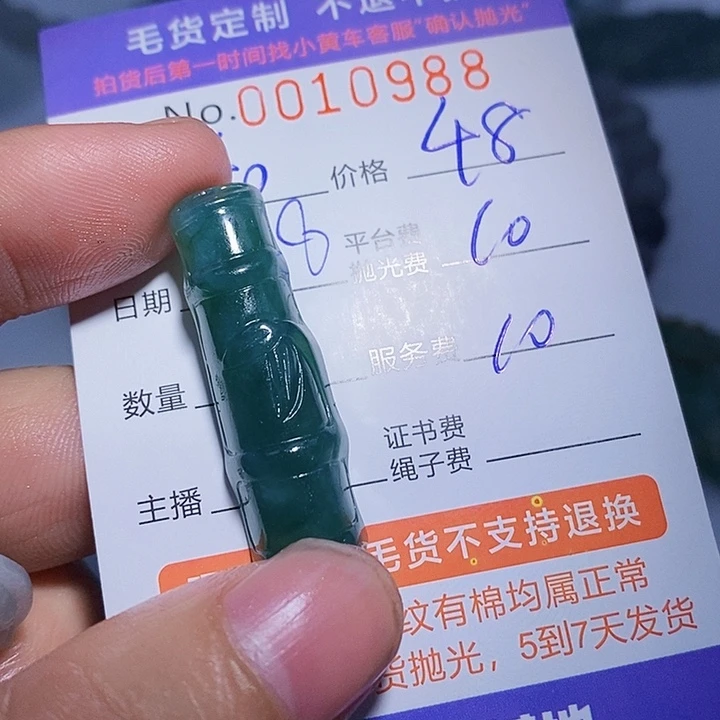 毛货定制 不退不
拍货后第一时间找小黄车客服"确认抛光"
No.0010988
价格 48
8 平台费
抛光费 60
日期
服务费 60
数量
证书费
绳子费
主播
毛货不支持退换
纹有棉均属正常
货抛光，5到7天发货